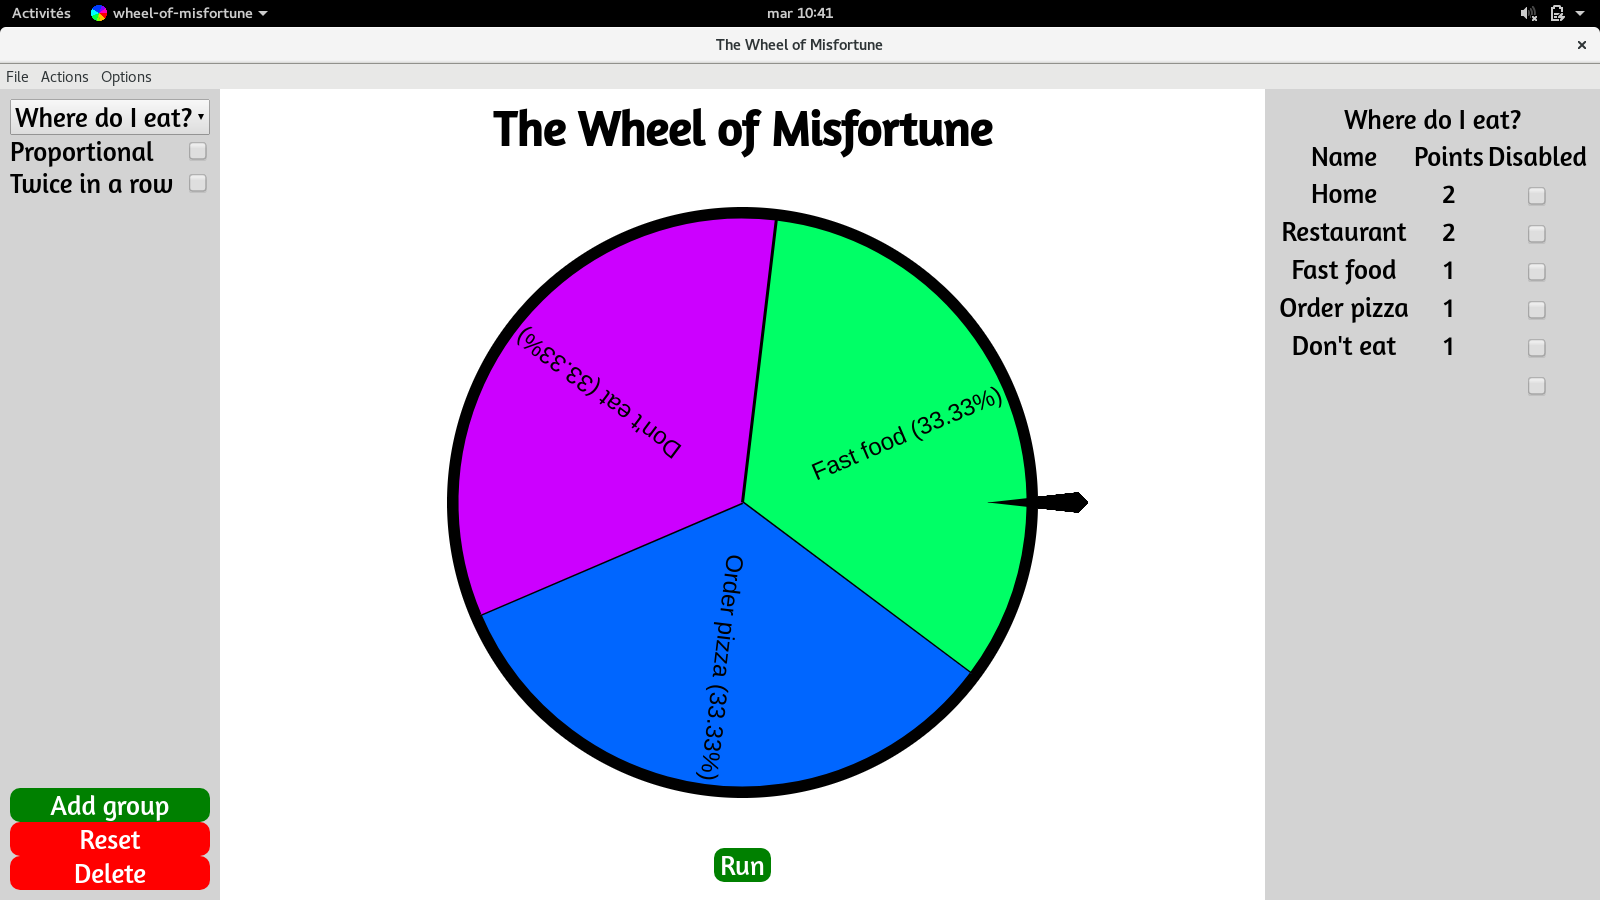 Activités wheel-of-misfortune mar 10:41
The Wheel of Misfortune
File Actions Options
Where do I eat?
Proportional
Twice in a row
Add group
Reset
Delete
The Wheel of Misfortune
Don't eat (33.33%)
Fast food (33.33%)
Order pizza (33.33%)
Run
Where do I eat?
Name Points Disabled
Home 2
Restaurant 2
Fast food 1
Order pizza 1
Don't eat 1